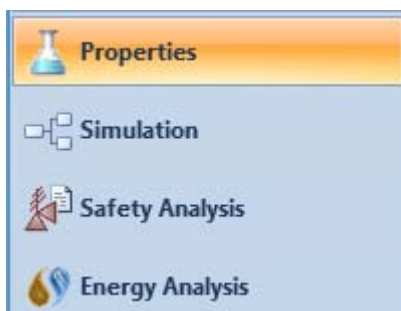 Properties
Simulation
Safety Analysis
Energy Analysis